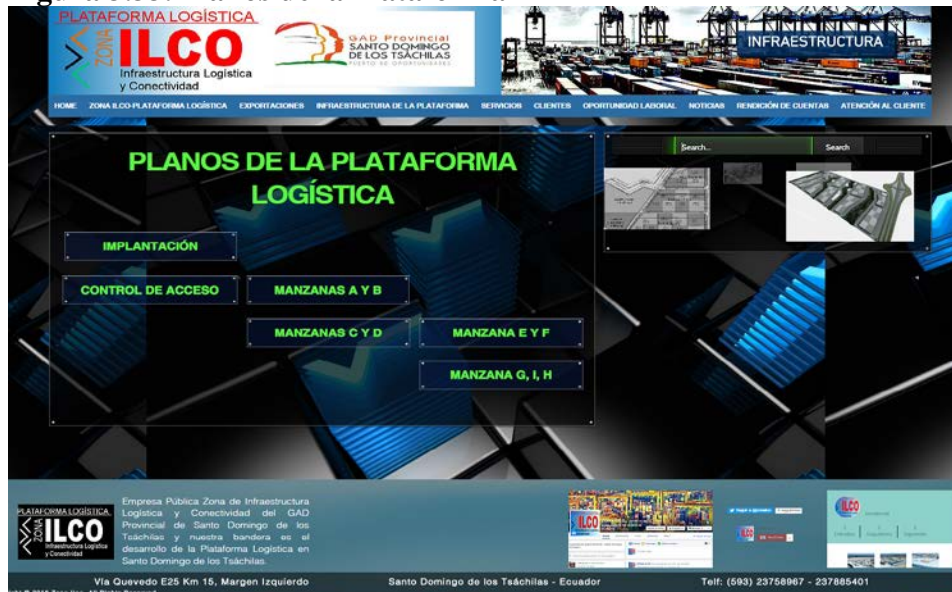 PLATAFORMA LOGÍSTICA
ZONA
ILCO
Infraestructura Logística
y Conectividad
GAD Provincial
SANTO DOMINGO
DE LOS TSÁCHILAS
PUERTO DE OPORTUNIDADES
INFRAESTRUCTURA
HOME ZONA ILCO-PLATAFORMA LOGÍSTICA EXPORTACIONES INFRAESTRUCTURA DE LA PLATAFORMA SERVICIOS CLIENTES OPORTUNIDAD LABORAL NOTICIAS RENDICIÓN DE CUENTAS ATENCIÓN AL CLIENTE
PLANOS DE LA PLATAFORMA
LOGÍSTICA
Search... Search
IMPLANTACIÓN
CONTROL DE ACCESO MANZANAS A Y B
MANZANAS C Y D MANZANA E Y F
MANZANA G, I, H
PLATAFORMA LOGÍSTICA
ZONA
ILCO
Infraestructura Logística
y Conectividad
Empresa Pública Zona de Infraestructura
Logística y Conectividad del GAD
Provincial de Santo Domingo de los
Tsáchilas y nuestra bandera es el
desarrollo de la Plataforma Logística en
Santo Domingo de los Tsáchilas.
ILCO
Vía Quevedo E25 Km 15, Margen Izquierdo Santo Domingo de los Tsáchilas - Ecuador Telf: (593) 23758967 - 237885401